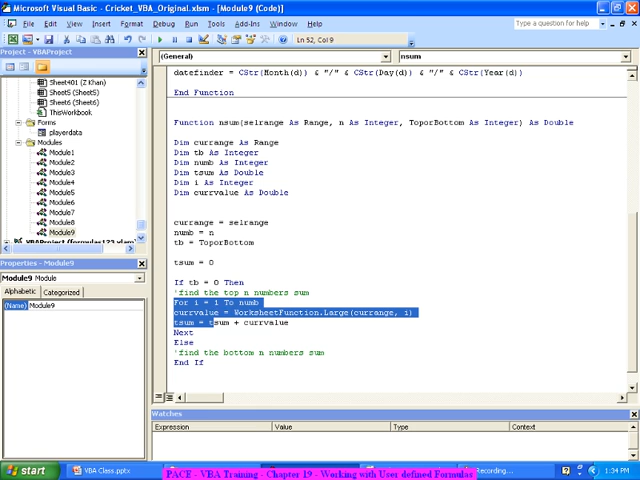 Microsoft Visual Basic - Cricket_VBA_Original.xlsm - [Module9 (Code)]
File Edit View Insert Format Debug Run Tools Add-Ins Window Help
Type a question for help
Ln 52, Col 9
Project - VBAProject
Sheet401 (Z Khan)
Sheet5 (Sheet5)
Sheet6 (Sheet6)
ThisWorkbook
Forms
playerdata
Modules
Module1
Module2
Module3
Module4
Module5
Module6
Module7
Module8
Module9
VBAProject (formulas123.xlam)
Properties - Module9
Module9 Module
Alphabetic Categorized
(Name) Module9
(General)
nsum
datefinder = CStr(Month(d)) & "/" & CStr(Day(d)) & "/" & CStr(Year(d))
End Function
Function nsum(selrange As Range, n As Integer, ToporBottom As Integer) As Double
Dim currange As Range
Dim tb As Integer
Dim numb As Integer
Dim tsum As Double
Dim i As Integer
Dim currvalue As Double
currange = selrange
numb = n
tb = ToporBottom
tsum = 0
If tb = 0 Then
'find the top n numbers sum
For i = 1 To numb
currvalue = WorksheetFunction.Large(currange, i)
tsum = tsum + currvalue
Next
Else
'find the bottom n numbers sum
End If
Watches
Expression Value Type Context
start
VBA Class.pptx
Recording...
1:34 PM
PACE - VBA Training - Chapter 19 - Working with User defined Formulas